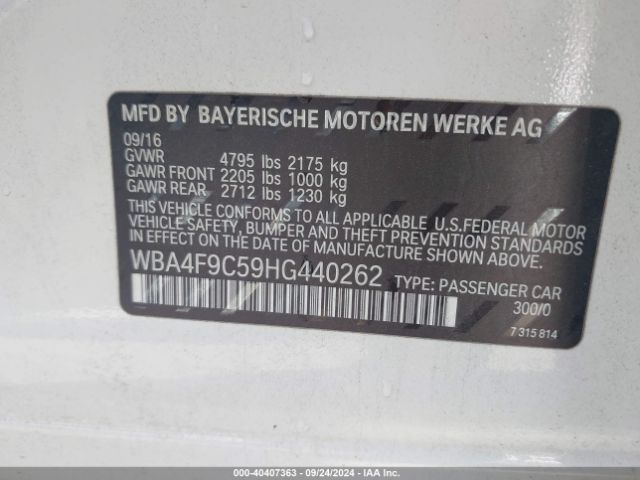 MFD BY BAYERISCHE MOTOREN WERKE AG
09/16
GVWR 4795 lbs 2175 kg
GAWR FRONT 2205 lbs 1000 kg
GAWR REAR 2712 lbs 1230 kg
THIS VEHICLE CONFORMS TO ALL APPLICABLE U.S.FEDERAL MOTOR
VEHICLE SAFETY, BUMPER AND THEFT PREVENTION STANDARDS
IN EFFECT ON THE DATE OF MANUFACTURE SHOWN ABOVE.
WBA4F9C59HG440262 TYPE: PASSENGER CAR
300/0
7 315 814
000-40407363 - 09/24/2024 - IAA Inc.